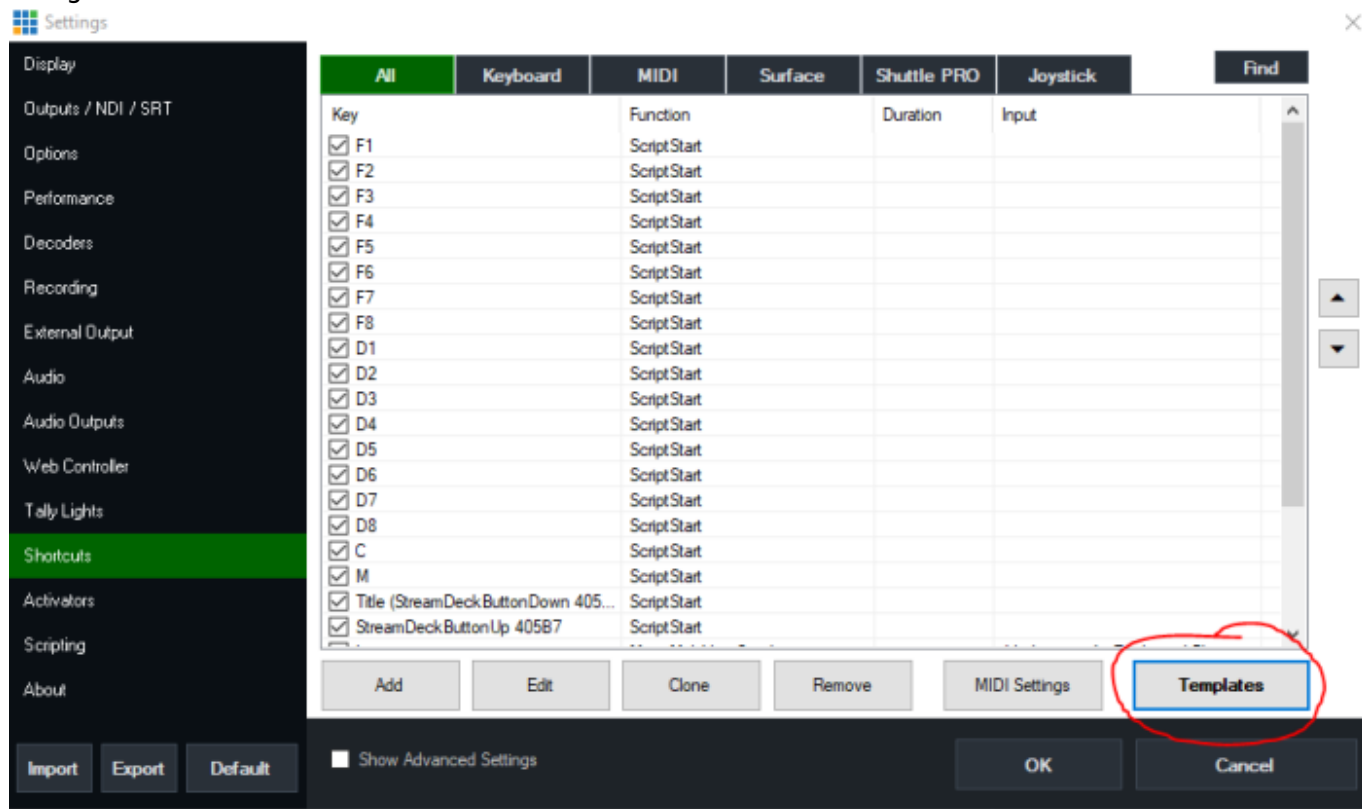 Settings
Display
Outputs / NDI / SRT
Options
Performance
Decoders
Recording
External Output
Audio
Audio Outputs
Web Controller
Tally Lights
Shortcuts
Activators
Scripting
About
Import Export Default
All Keyboard MIDI Surface Shuttle PRO Joystick Find
Key Function Duration Input
F1 ScriptStart
F2 ScriptStart
F3 ScriptStart
F4 ScriptStart
F5 ScriptStart
F6 ScriptStart
F7 ScriptStart
F8 ScriptStart
D1 ScriptStart
D2 ScriptStart
D3 ScriptStart
D4 ScriptStart
D5 ScriptStart
D6 ScriptStart
D7 ScriptStart
D8 ScriptStart
C ScriptStart
M ScriptStart
Title (StreamDeckButtonDown 405... ScriptStart
StreamDeckButtonUp 405B7 ScriptStart
Add Edit Clone Remove MIDI Settings Templates
Show Advanced Settings
OK Cancel